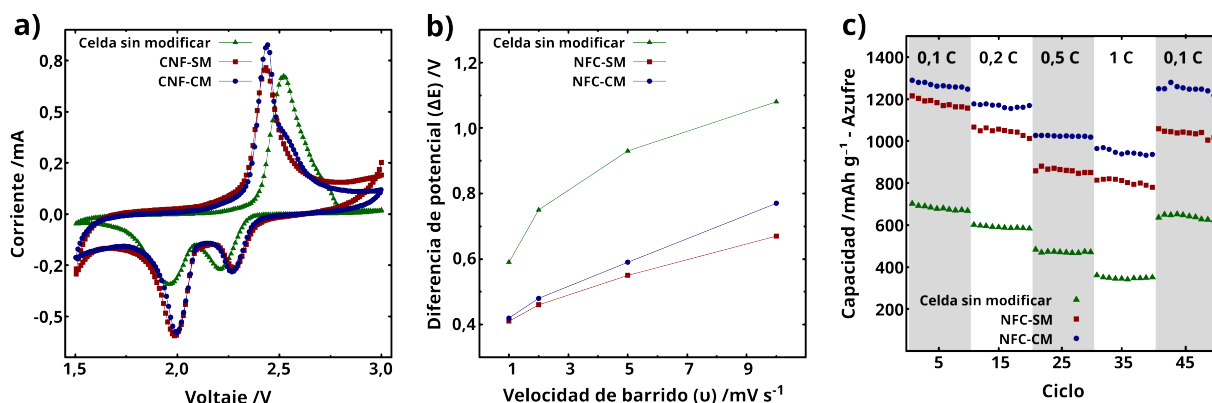 a)
Celda sin modificar
CNF-SM
CNF-CM
Corriente /mA
0,8
0,6
0,2
0,0
-0,2
-0,5
1,5
2,0
2,5
3,0
Voltaje /V
b)
Celda sin modificar
NFC-SM
NFC-CM
Diferencia de potencial (ΔE) /V
1,2
1,0
0,8
0,6
0,4
1
3
5
7
9
Velocidad de barrido (υ) /mV s⁻¹
c)
Capacidad /mAh g⁻¹ - Azufre
1400
1200
1000
800
600
400
200
0,1 C
0,2 C
0,5 C
1 C
0,1 C
Celda sin modificar
NFC-SM
NFC-CM
5
15
25
35
45
Ciclo